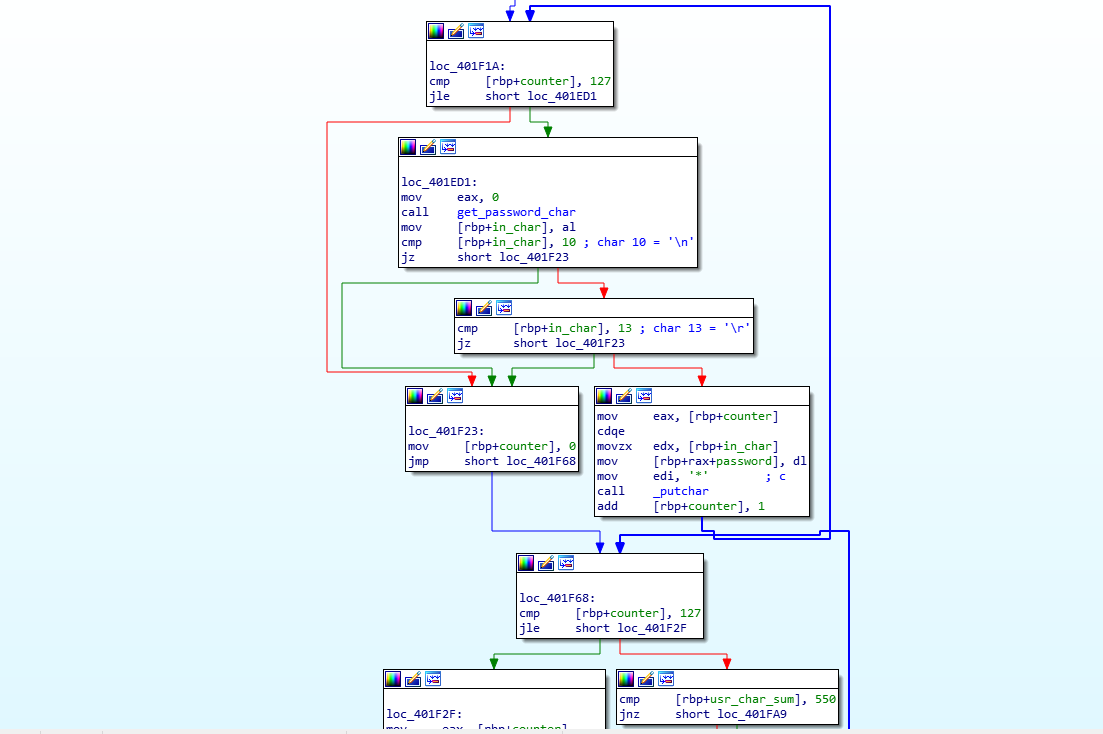 loc_401F1A:
cmp     [rbp+counter], 127
jle     short loc_401ED1
loc_401ED1:
mov     eax, 0
call    get_password_char
mov     [rbp+in_char], al
cmp     [rbp+in_char], 10 ; char 10 = '\n'
jz      short loc_401F23
cmp     [rbp+in_char], 13 ; char 13 = '\r'
jz      short loc_401F23
loc_401F23:
mov     [rbp+counter], 0
jmp     short loc_401F68
mov     eax, [rbp+counter]
cdqe
movzx   edx, [rbp+in_char]
mov     [rbp+rax+password], dl
mov     edi, '*'        ; c
call    _putchar
add     [rbp+counter], 1
loc_401F68:
cmp     [rbp+counter], 127
jle     short loc_401F2F
loc_401F2F:
mov     eax, [rbp+counter]
cmp     [rbp+usr_char_sum], 550
jnz     short loc_401FA9